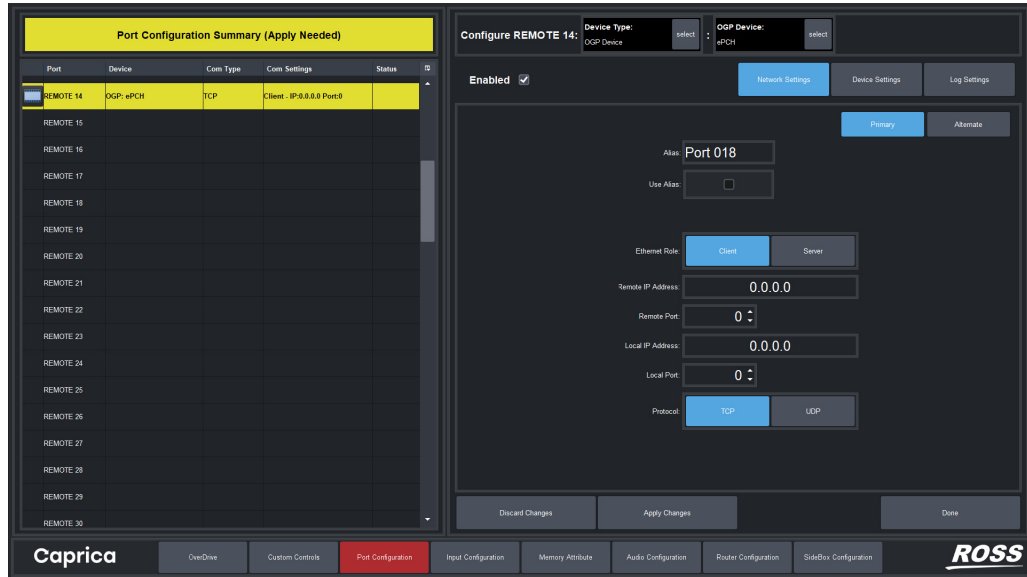 Port Configuration Summary (Apply Needed)
Port Device Com Type Com Settings Status
REMOTE 14 OGP: ePCH TCP Client - IP:0.0.0.0 Port:0
REMOTE 15
REMOTE 16
REMOTE 17
REMOTE 18
REMOTE 19
REMOTE 20
REMOTE 21
REMOTE 22
REMOTE 23
REMOTE 24
REMOTE 25
REMOTE 26
REMOTE 27
REMOTE 28
REMOTE 29
REMOTE 30
Configure REMOTE 14: Device Type: OGP Device select : OGP Device: ePCH select
Enabled Network Settings Device Settings Log Settings
Primary Alternate
Alias: Port 018
Use Alias:
Ethernet Role: Client Server
Remote IP Address: 0.0.0.0
Remote Port: 0
Local IP Address: 0.0.0.0
Local Port: 0
Protocol: TCP UDP
Discard Changes Apply Changes Done
Caprica OverDrive Custom Controls Port Configuration Input Configuration Memory Attribute Audio Configuration Router Configuration SideBox Configuration ROSS